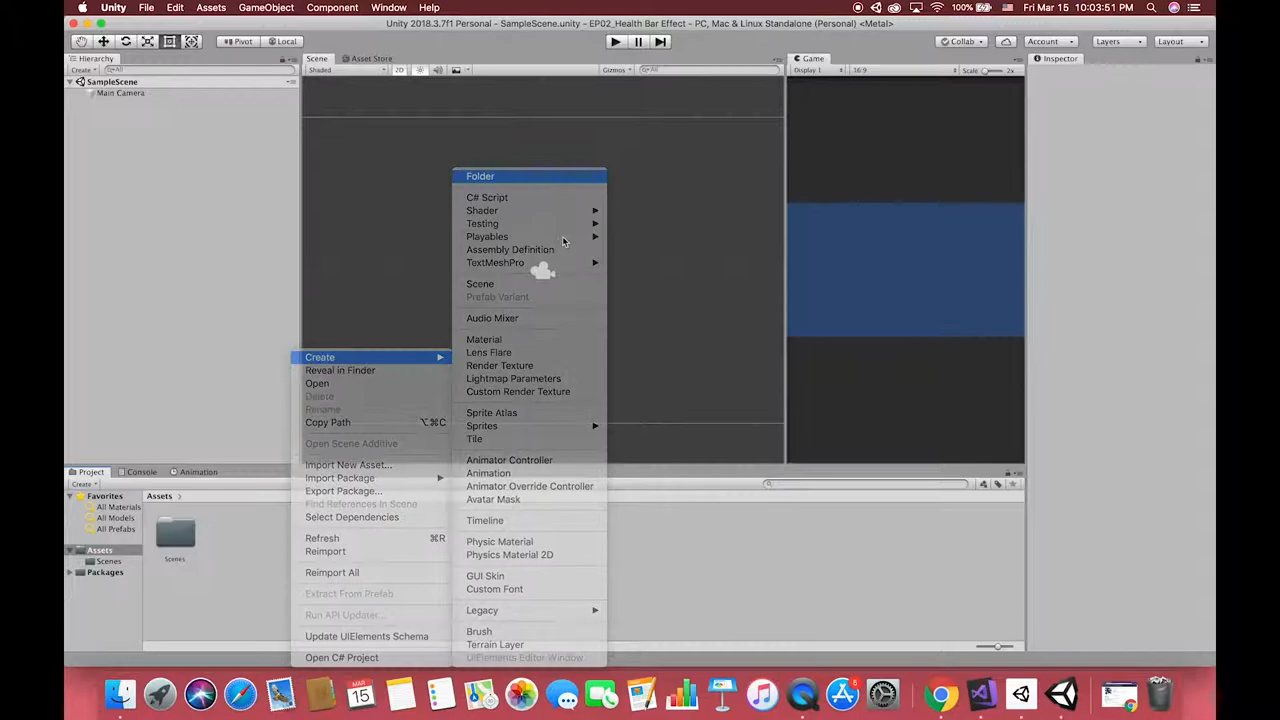 Unity File Edit Assets GameObject Component Window Help 100% Fri Mar 15 10:03:51
Unity 2018.3.7f1 Personal - SampleScene.unity - EP02_Health Bar Effect - PC, Mac & Linux Standalone (Personal) <Metal>
Pivot Local Collab Account Layers Layout
Hierarchy Scene Asset Store Game Inspector
Create All Shaded 2D Gizmos All Display 1 16:9 Scale 2x
SampleScene
Main Camera
Folder
C# Script
Shader
Testing
Playables
Assembly Definition
TextMeshPro
Scene
Prefab Variant
Audio Mixer
Material
Lens Flare
Render Texture
Lightmap Parameters
Custom Render Texture
Sprite Atlas
Sprites
Tile
Animator Controller
Animation
Animator Override Controller
Avatar Mask
Timeline
Physic Material
Physics Material 2D
GUI Skin
Custom Font
Legacy
Brush
Terrain Layer
UIElements Editor Window
Create
Reveal in Finder
Open
Delete
Rename
Copy Path ⌥⌘C
Open Scene Additive
Import New Asset...
Import Package
Export Package...
Find References In Scene
Select Dependencies
Refresh ⌘R
Reimport
Reimport All
Extract From Prefab
Run API Updater...
Update UIElements Schema
Open C# Project
Project Console Animation
Create
Favorites
All Materials
All Models
All Prefabs
Assets
Scenes
Packages
Assets
Scenes
MAR
15